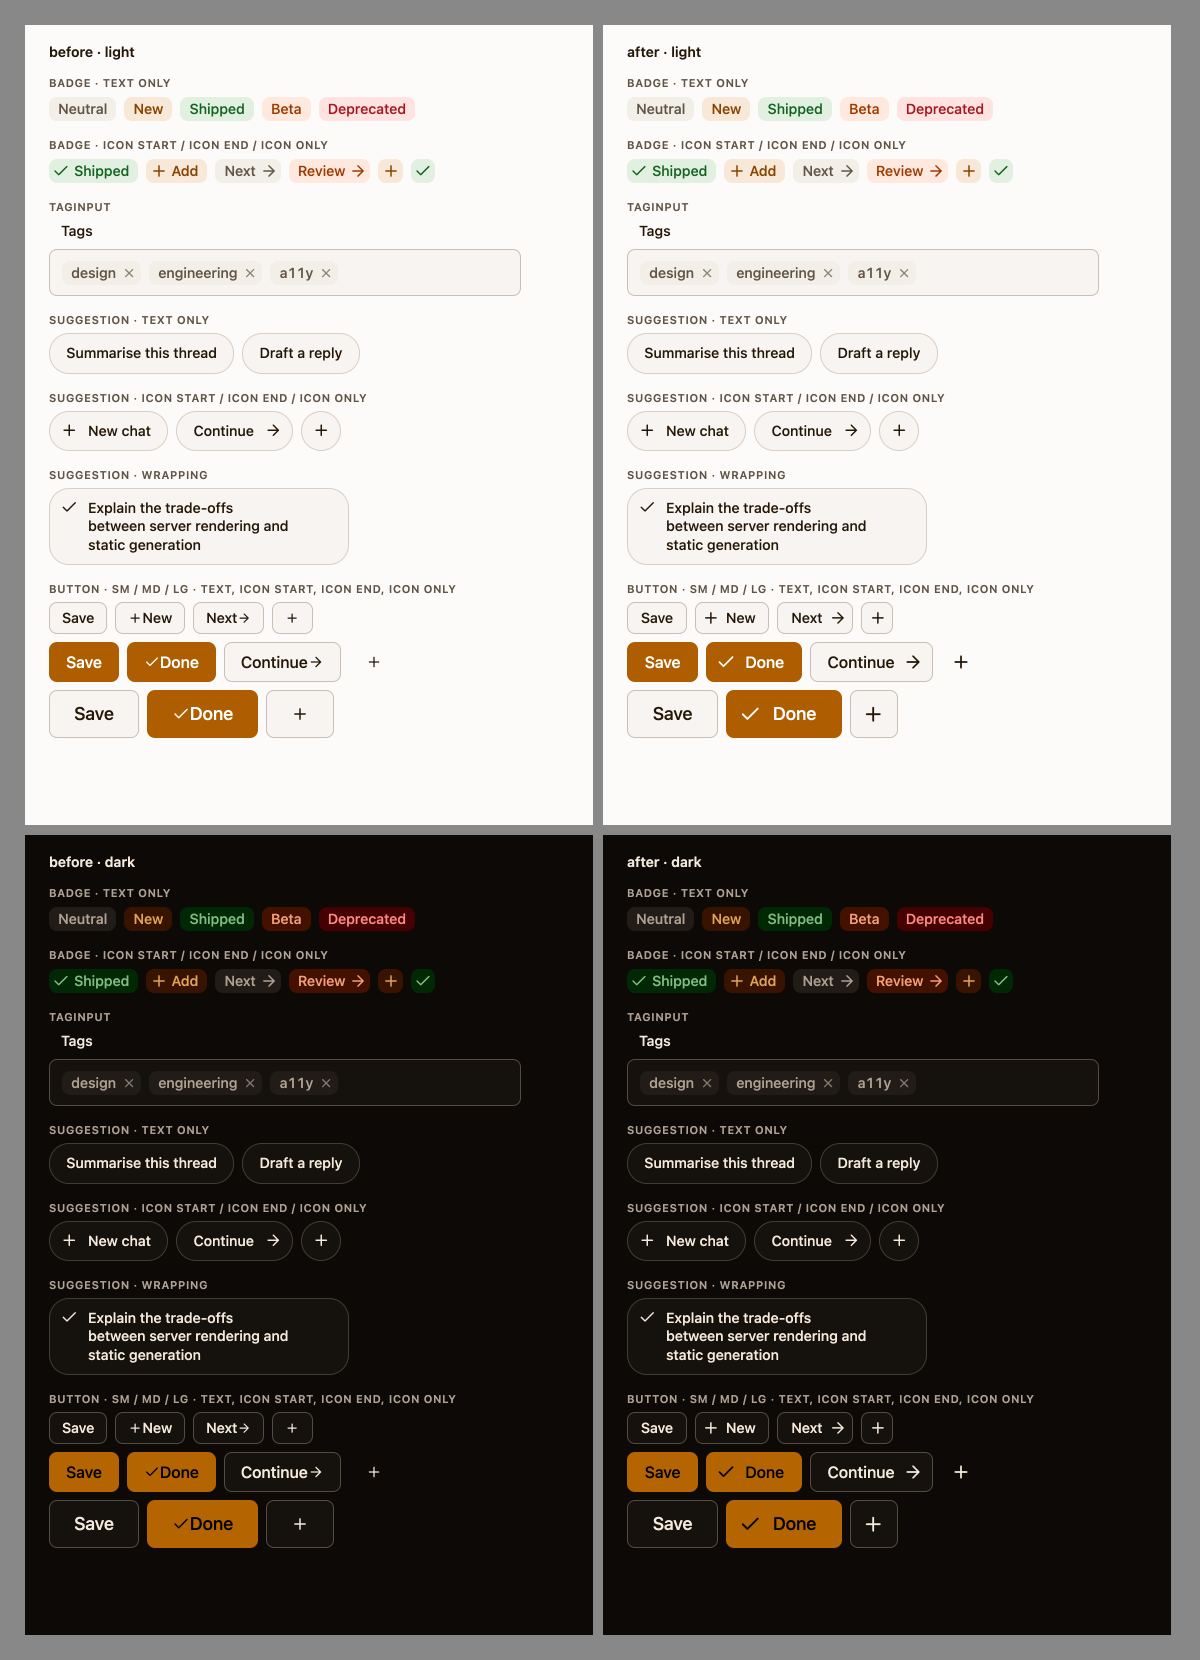 before · light
BADGE · TEXT ONLY
Neutral New Shipped Beta Deprecated
BADGE · ICON START / ICON END / ICON ONLY
Shipped Add Next Review
TAGINPUT
Tags
design engineering a11y
SUGGESTION · TEXT ONLY
Summarise this thread Draft a reply
SUGGESTION · ICON START / ICON END / ICON ONLY
New chat Continue
SUGGESTION · WRAPPING
Explain the trade-offs
between server rendering and
static generation
BUTTON · SM / MD / LG · TEXT, ICON START, ICON END, ICON ONLY
Save New Next
Save Done Continue
Save Done
after · light
BADGE · TEXT ONLY
Neutral New Shipped Beta Deprecated
BADGE · ICON START / ICON END / ICON ONLY
Shipped Add Next Review
TAGINPUT
Tags
design engineering a11y
SUGGESTION · TEXT ONLY
Summarise this thread Draft a reply
SUGGESTION · ICON START / ICON END / ICON ONLY
New chat Continue
SUGGESTION · WRAPPING
Explain the trade-offs
between server rendering and
static generation
BUTTON · SM / MD / LG · TEXT, ICON START, ICON END, ICON ONLY
Save New Next
Save Done Continue
Save Done
before · dark
BADGE · TEXT ONLY
Neutral New Shipped Beta Deprecated
BADGE · ICON START / ICON END / ICON ONLY
Shipped Add Next Review
TAGINPUT
Tags
design engineering a11y
SUGGESTION · TEXT ONLY
Summarise this thread Draft a reply
SUGGESTION · ICON START / ICON END / ICON ONLY
New chat Continue
SUGGESTION · WRAPPING
Explain the trade-offs
between server rendering and
static generation
BUTTON · SM / MD / LG · TEXT, ICON START, ICON END, ICON ONLY
Save New Next
Save Done Continue
Save Done
after · dark
BADGE · TEXT ONLY
Neutral New Shipped Beta Deprecated
BADGE · ICON START / ICON END / ICON ONLY
Shipped Add Next Review
TAGINPUT
Tags
design engineering a11y
SUGGESTION · TEXT ONLY
Summarise this thread Draft a reply
SUGGESTION · ICON START / ICON END / ICON ONLY
New chat Continue
SUGGESTION · WRAPPING
Explain the trade-offs
between server rendering and
static generation
BUTTON · SM / MD / LG · TEXT, ICON START, ICON END, ICON ONLY
Save New Next
Save Done Continue
Save Done